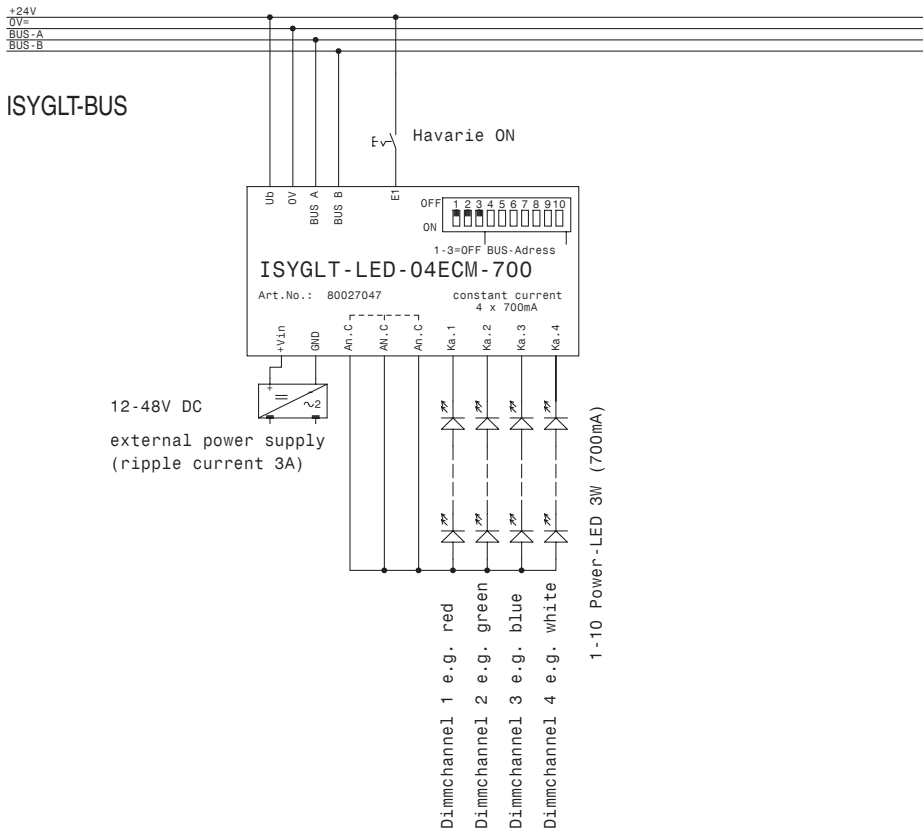 +24V
0V=
BUS-A
BUS-B
ISYGLT-BUS
Havarie ON
Ub
0V
BUS A
BUS B
E1
OFF
1 2 3 4 5 6 7 8 9 10
ON
1-3=OFF BUS-Adress
ISYGLT-LED-04ECM-700
Art.No.: 80027047
constant current
4 x 700mA
+Vin
GND
An.C
AN.C
An.C
Ka.1
Ka.2
Ka.3
Ka.4
+
=
~2
12-48V DC
external power supply
(ripple current 3A)
Dimmchannel 1 e.g. red
Dimmchannel 2 e.g. green
Dimmchannel 3 e.g. blue
Dimmchannel 4 e.g. white
1-10 Power-LED 3W (700mA)